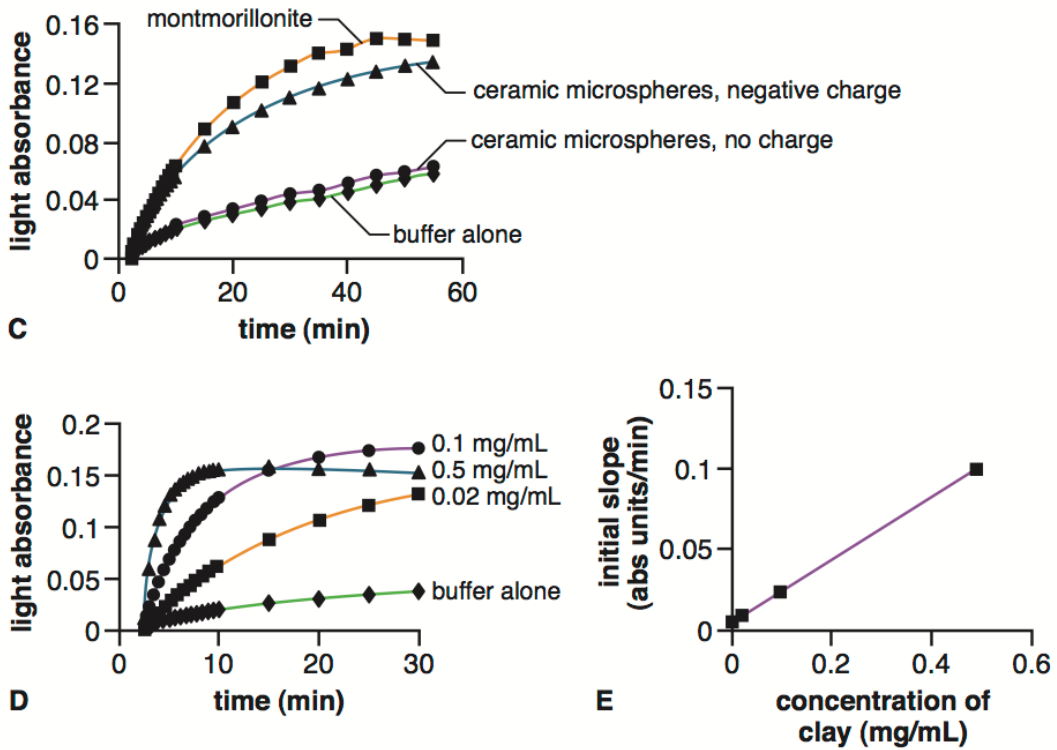 0.16
montmorillonite
0.12
ceramic microspheres, negative charge
0.08
ceramic microspheres, no charge
0.04
buffer alone
0
light absorbance
0 20 40 60
time (min)
C
0.2
0.1 mg/mL
0.15
0.5 mg/mL
0.02 mg/mL
0.1
0.05
buffer alone
0
light absorbance
0 10 20 30
time (min)
D
0.15
0.1
0.05
0
initial slope
(abs units/min)
0 0.2 0.4 0.6
concentration of
clay (mg/mL)
E